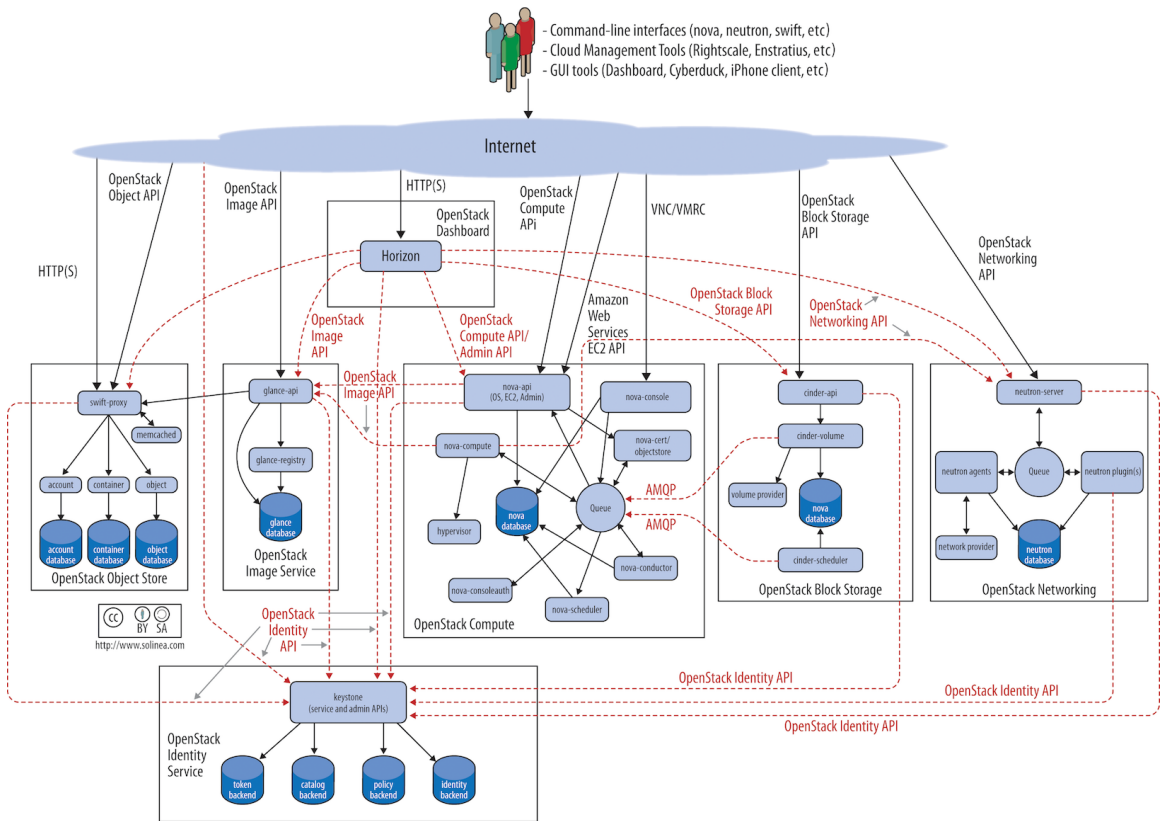 - Command-line interfaces (nova, neutron, swift, etc)
- Cloud Management Tools (Rightscale, Enstratius, etc)
- GUI tools (Dashboard, Cyberduck, iPhone client, etc)
Internet
OpenStack
Object API
OpenStack
Image API
HTTP(S)
OpenStack
Compute
APi
VNC/VMRC
OpenStack
Block Storage
API
OpenStack
Networking
API
HTTP(S)
OpenStack
Dashboard
Horizon
OpenStack
Image
API
OpenStack
Compute API/
Admin API
Amazon
Web
Services
EC2 API
OpenStack Block
Storage API
OpenStack
Networking API
OpenStack
Image API
swift-proxy
memcached
account
container
object
account
database
container
database
object
database
OpenStack Object Store
glance-api
glance-registry
glance
database
OpenStack
Image Service
nova-api
(OS, EC2, Admin)
nova-console
nova-compute
nova-cert/
objectstore
hypervisor
nova
database
Queue
nova-conductor
nova-consoleauth
nova-scheduler
OpenStack Compute
AMQP
AMQP
cinder-api
cinder-volume
volume provider
nova
database
cinder-scheduler
OpenStack Block Storage
neutron-server
neutron agents
Queue
neutron plugin(s)
network provider
neutron
database
OpenStack Networking
cc
BY SA
http://www.solinea.com
OpenStack
Identity
API
OpenStack Identity API
OpenStack Identity API
OpenStack Identity API
keystone
(service and admin APIs)
OpenStack
Identity
Service
token
backend
catalog
backend
policy
backend
identity
backend